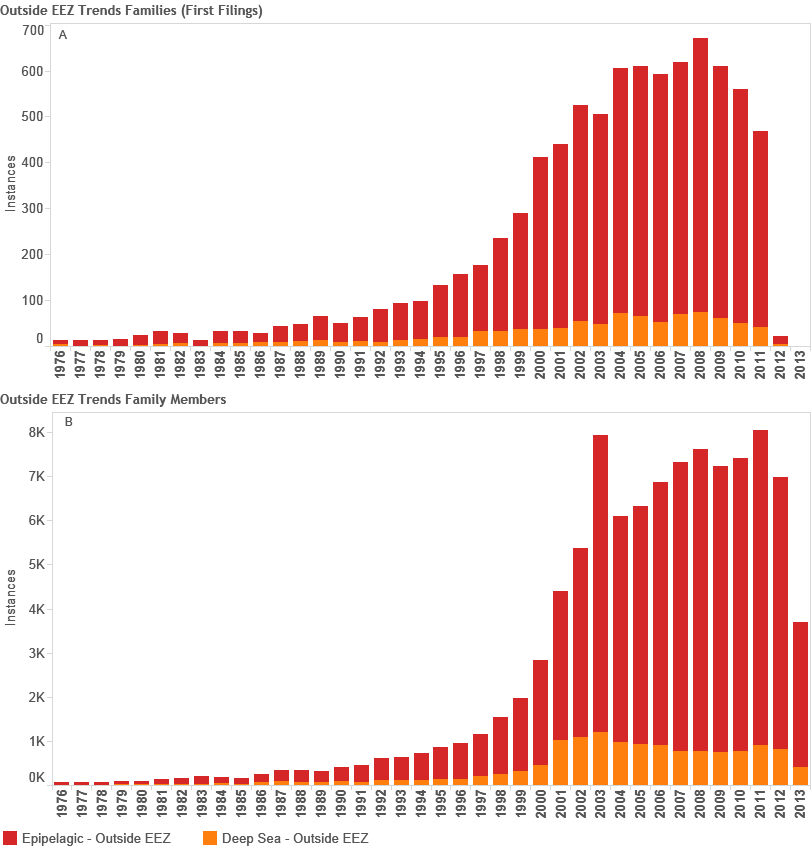 Outside EEZ Trends Families (First Filings)
A
700
600
500
400
300
200
100
0
Instances
1976 1977 1978 1979 1980 1981 1982 1983 1984 1985 1986 1987 1988 1989 1990 1991 1992 1993 1994 1995 1996 1997 1998 1999 2000 2001 2002 2003 2004 2005 2006 2007 2008 2009 2010 2011 2012 2013
Outside EEZ Trends Family Members
B
8K
7K
6K
5K
4K
3K
2K
1K
0K
Instances
1976 1977 1978 1979 1980 1981 1982 1983 1984 1985 1986 1987 1988 1989 1990 1991 1992 1993 1994 1995 1996 1997 1998 1999 2000 2001 2002 2003 2004 2005 2006 2007 2008 2009 2010 2011 2012 2013
Epipelagic - Outside EEZ Deep Sea - Outside EEZ